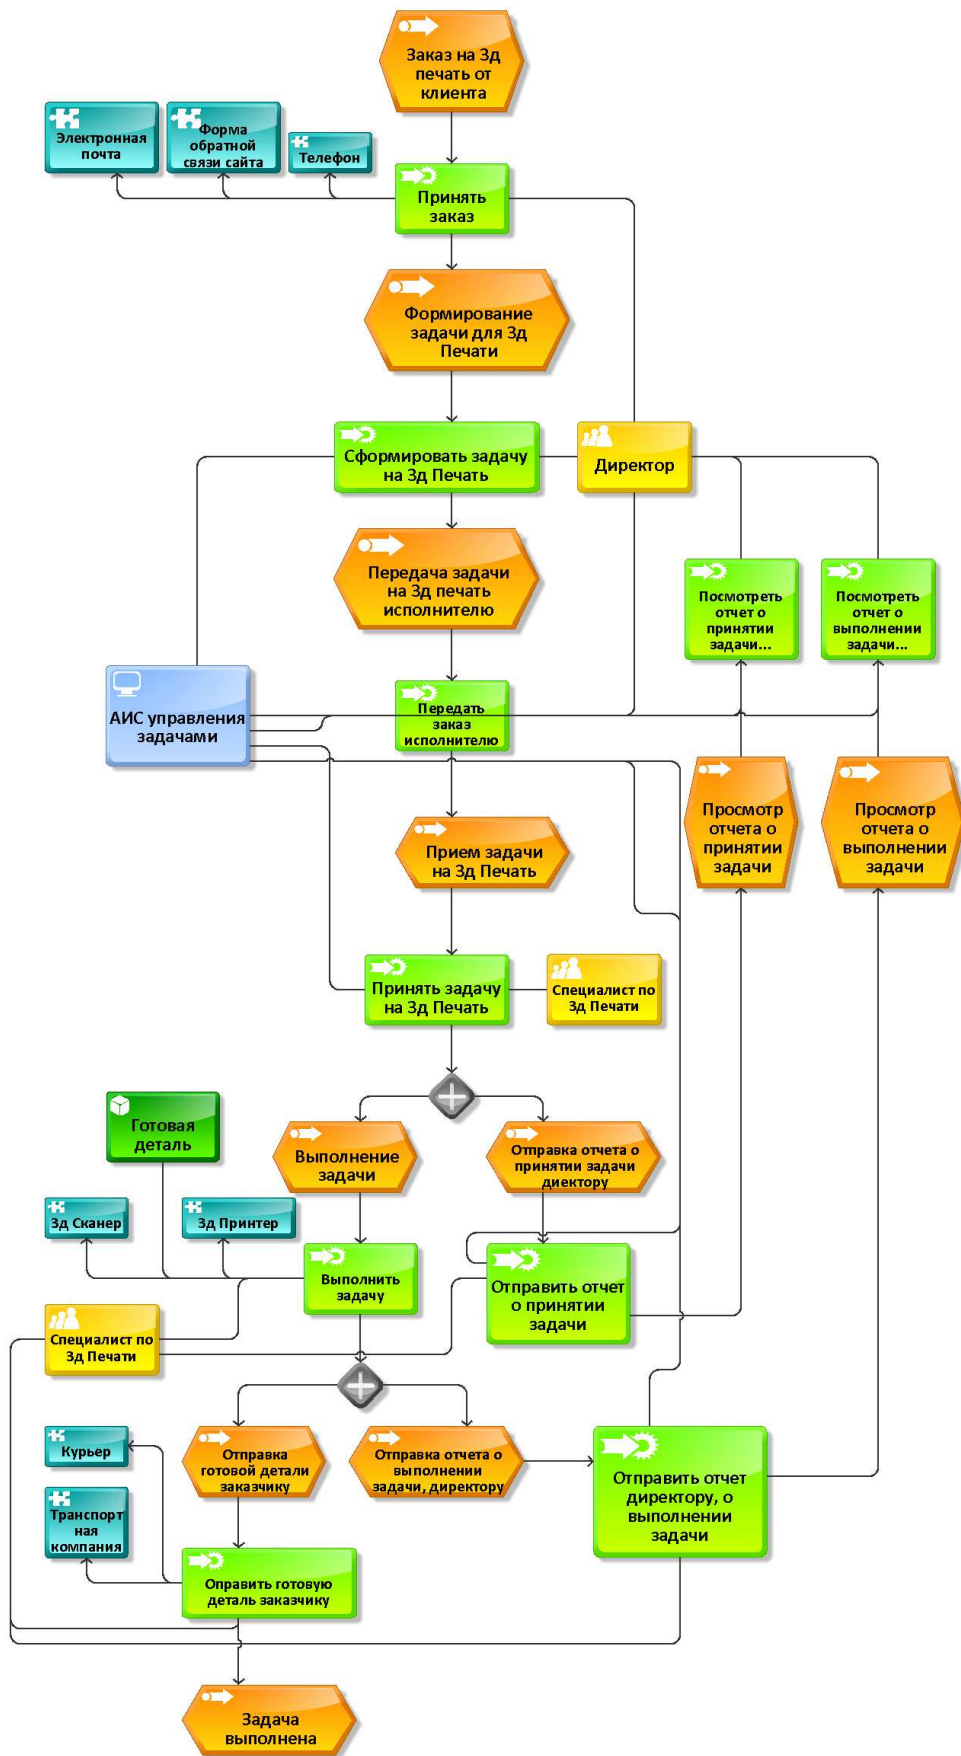 Заказ на 3д
печать от
клиента
Электронная
почта
Форма
обратной
связи сайта
Телефон
Принять
заказ
Формирование
задачи для 3д
Печати
Сформировать задачу
на 3д Печать
Директор
Передача задачи
на 3д печать
исполнителю
Посмотреть
отчет о
принятии
задачи...
Посмотреть
отчет о
выполнении
задачи...
АИС управления
задачами
Передать
заказ
исполнителю
Просмотр
отчета о
принятии
задачи
Просмотр
отчета о
выполнении
задачи
Прием задачи
на 3д Печать
Принять задачу
на 3д Печать
Специалист по
3д Печати
Готовая
деталь
Выполнение
задачи
Отправка отчета о
принятии задачи
диектору
3д Сканер
3д Принтер
Выполнить
задачу
Отправить отчет
о принятии
задачи
Специалист по
3д Печати
Курьер
Отправка
готовой детали
заказчику
Отправка отчета о
выполнении
задачи, директору
Отправить отчет
директору, о
выполнении
задачи
Транспорт
ная
компания
Оправить готовую
деталь заказчику
Задача
выполнена